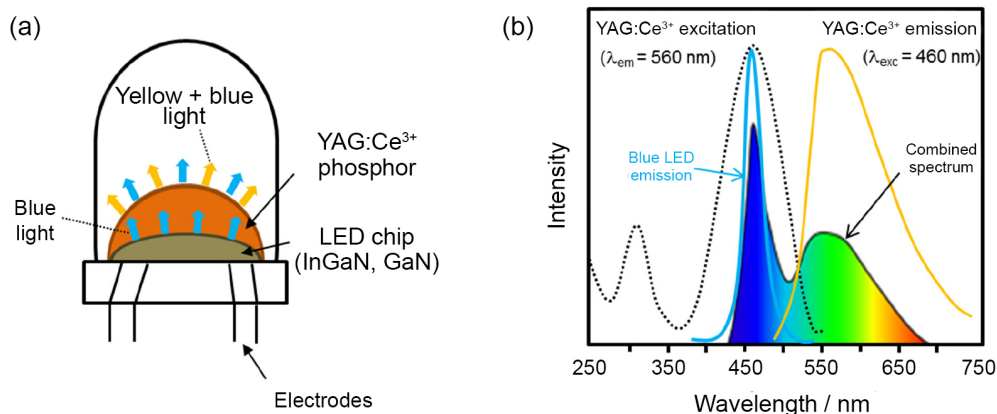 (a)
Yellow + blue
light
YAG:Ce³⁺
phosphor
Blue
light
LED chip
(InGaN, GaN)
Electrodes
(b)
YAG:Ce³⁺ excitation
(λem = 560 nm)
YAG:Ce³⁺ emission
(λexc = 460 nm)
Blue LED
emission
Combined
spectrum
Intensity
250 350 450 550 650 750
Wavelength / nm